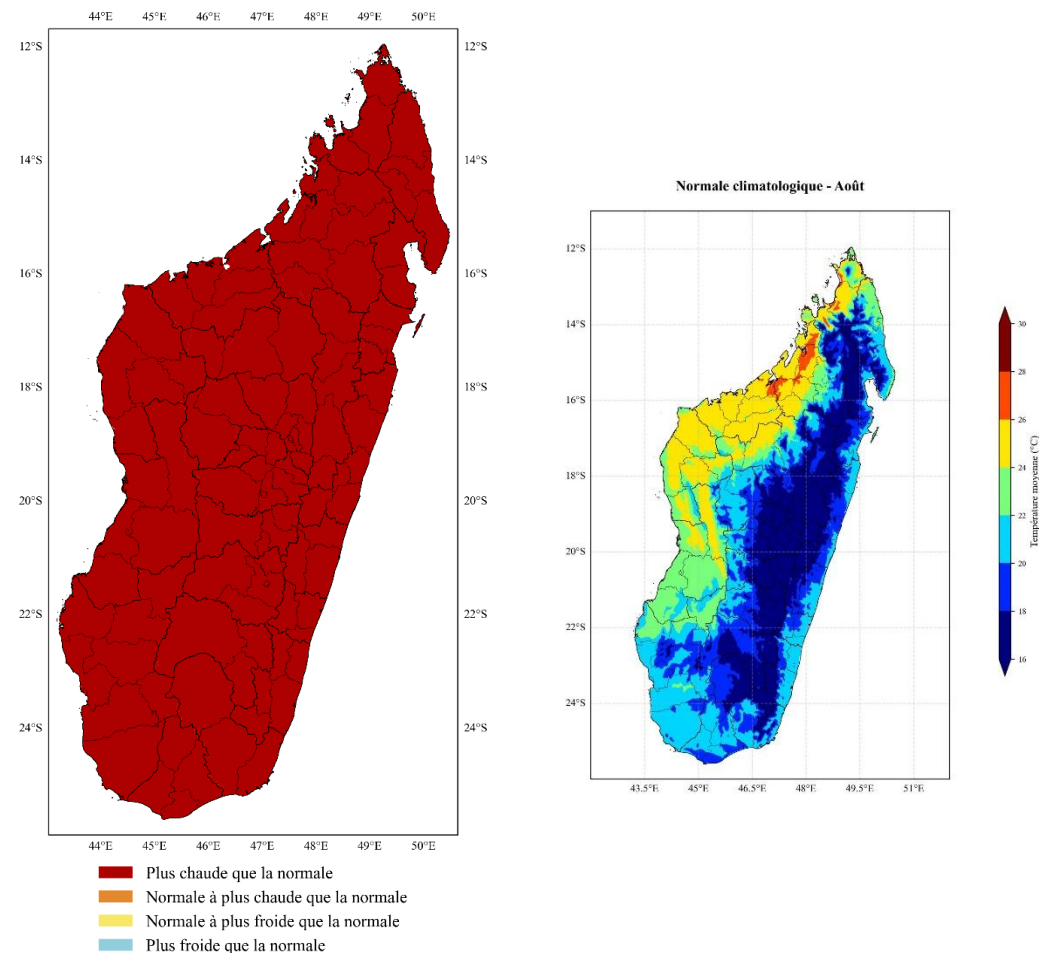 44°E 45°E 46°E 47°E 48°E 49°E 50°E
12°S 12°S
14°S 14°S
16°S 16°S
18°S 18°S
20°S 20°S
22°S 22°S
24°S 24°S
44°E 45°E 46°E 47°E 48°E 49°E 50°E
Plus chaude que la normale
Normale à plus chaude que la normale
Normale à plus froide que la normale
Plus froide que la normale
Normale climatologique - Août
12°S
14°S
16°S
18°S
20°S
22°S
24°S
43.5°E 45°E 46.5°E 48°E 49.5°E 51°E
30
28
26
24
22
20
18
16
Température moyenne (°C)